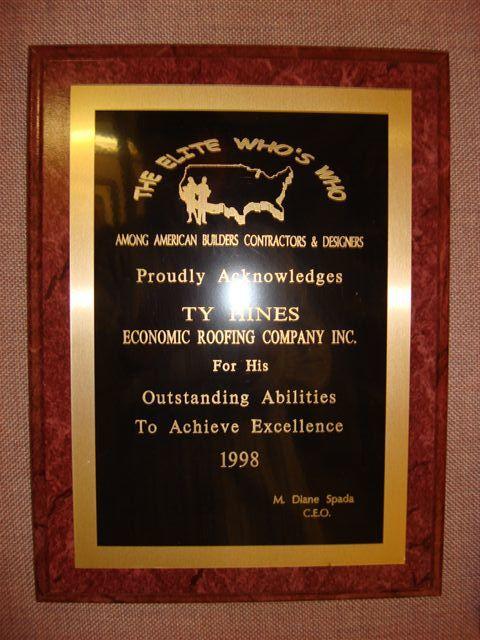 THE ELITE WHO'S WHO
AMONG AMERICAN BUILDERS CONTRACTORS & DESIGNERS
Proudly Acknowledges
TY HINES
ECONOMIC ROOFING COMPANY INC.
For His
Outstanding Abilities
To Achieve Excellence
1998
M. Diane Spada
C.E.O.